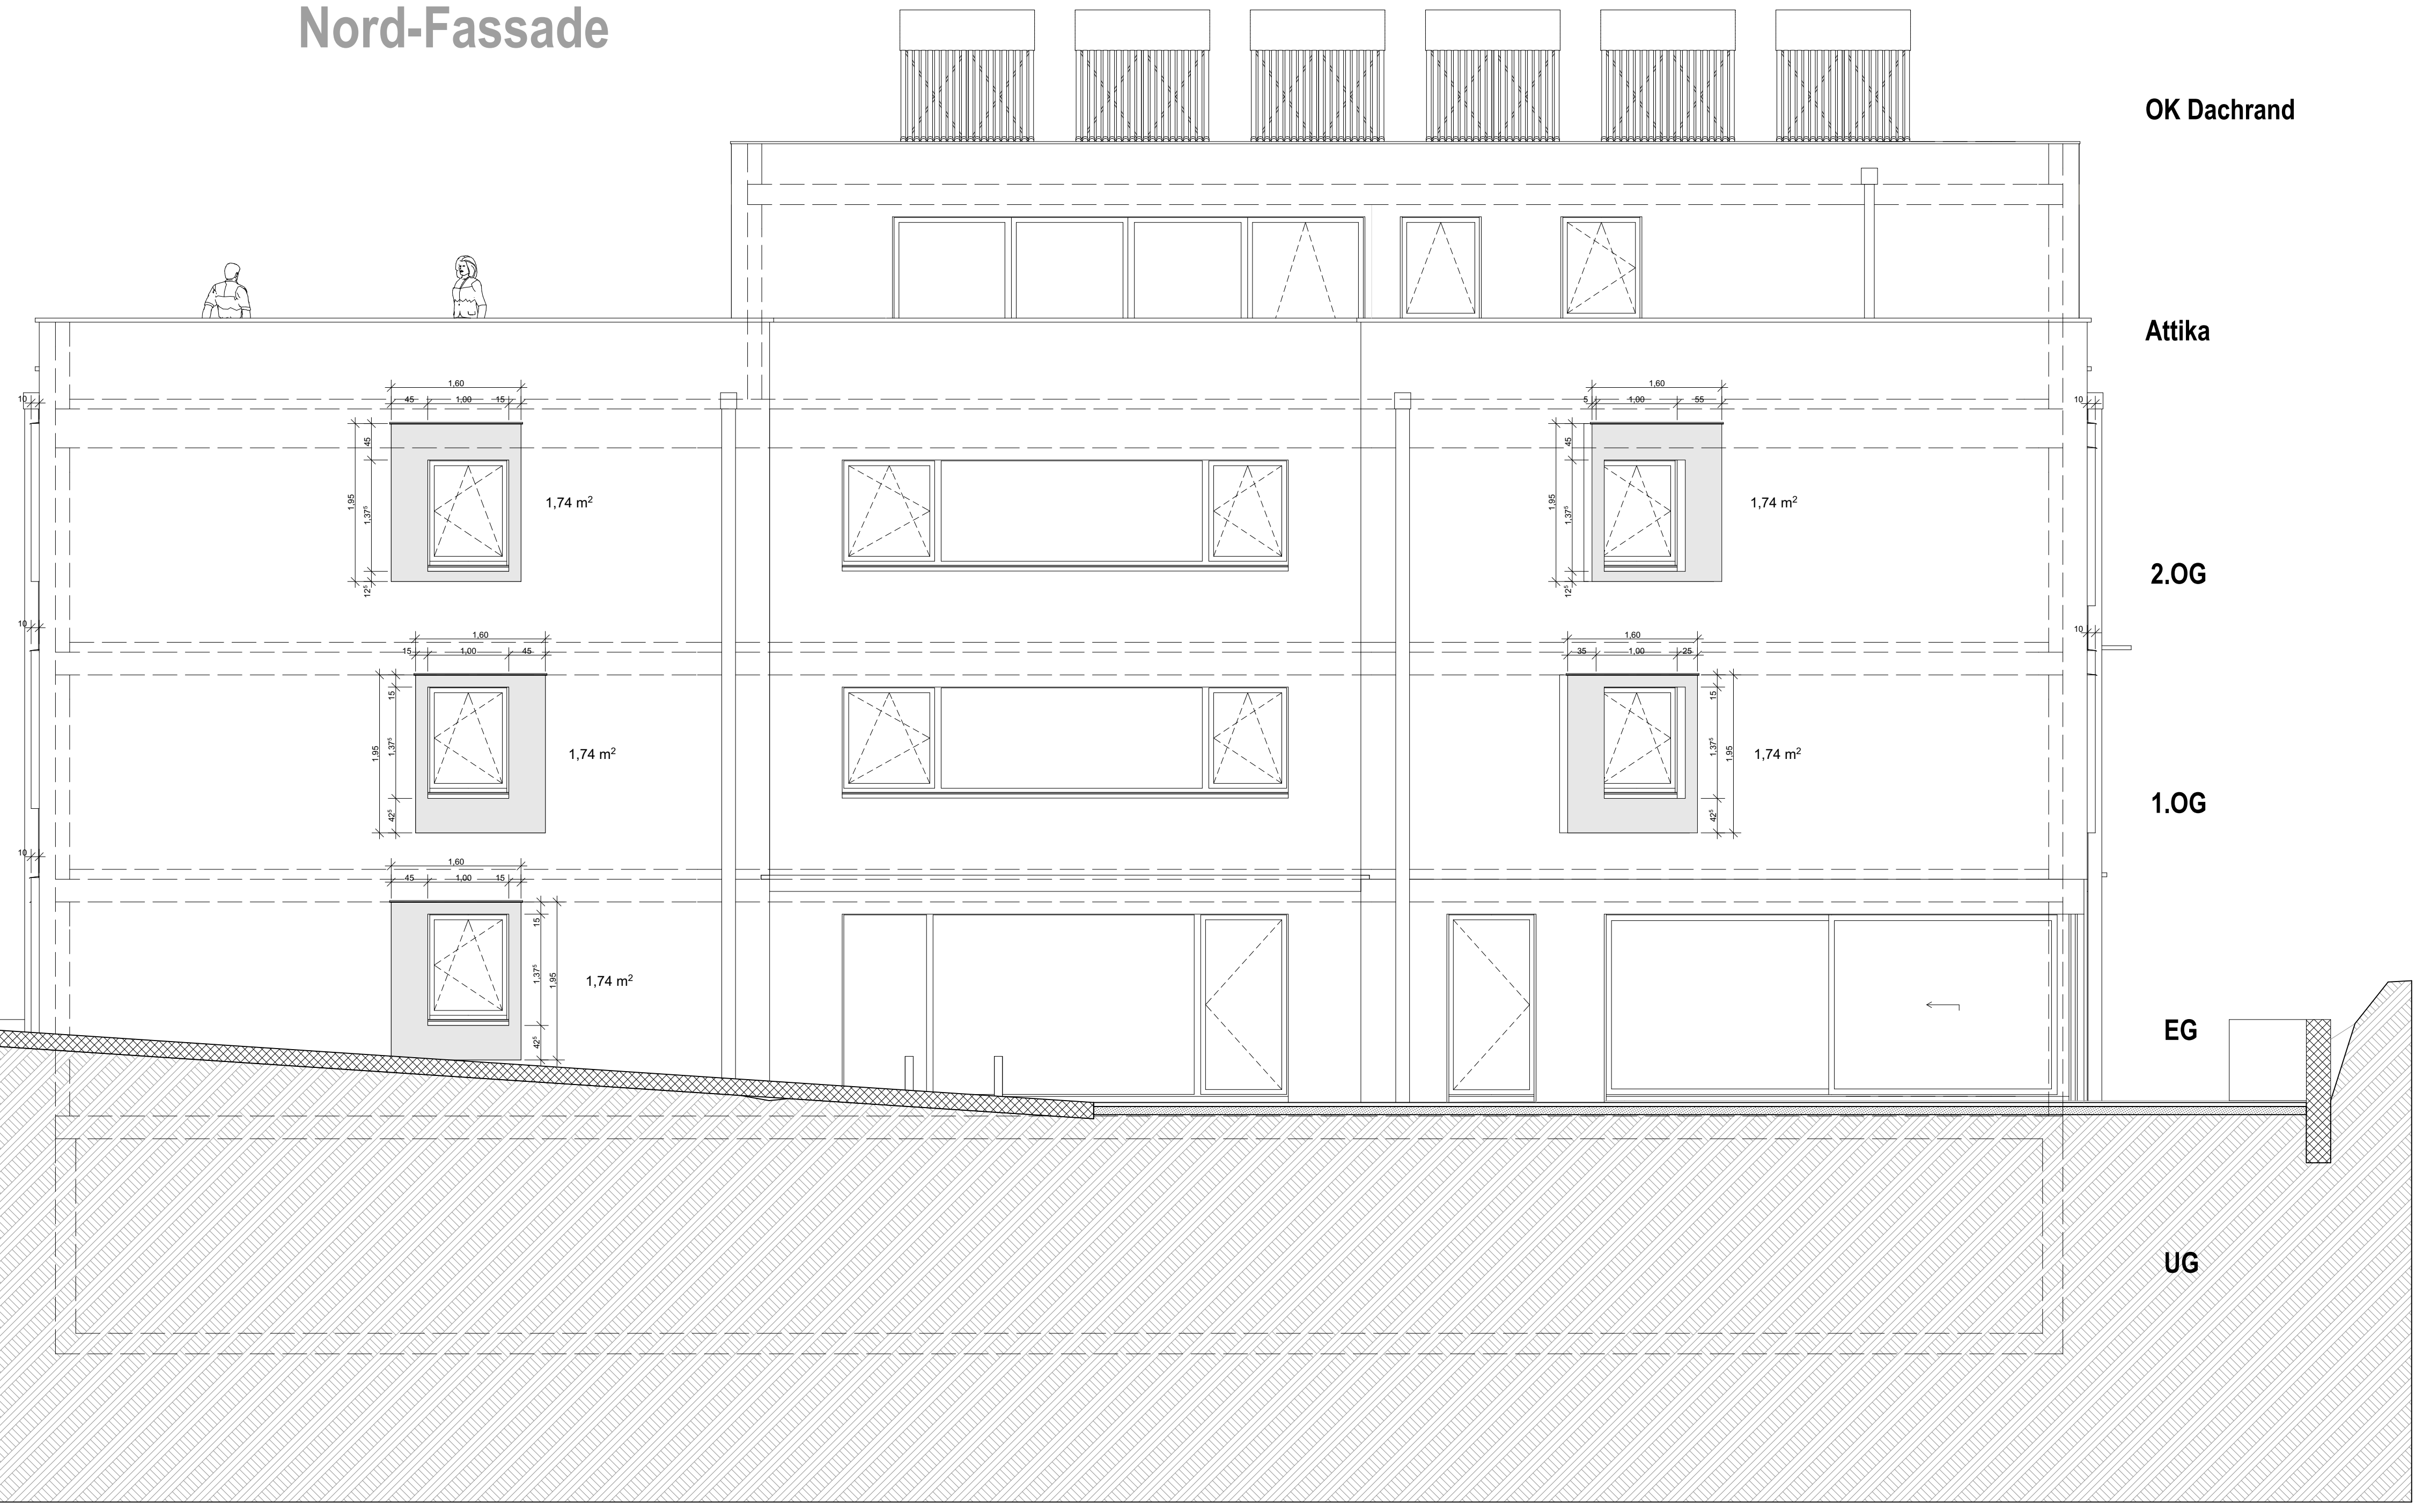 Nord-Fassade
OK Dachrand
Attika
1,60
45 1,00 15
10
45
1,95
1,37⁵
12⁵
1,74 m²
1,60
5 1,00 55
10
45
1,95
1,37⁵
12⁵
1,74 m²
2.OG
10
1,60
15 1,00 45
15
1,95
1,37⁵
42⁵
1,74 m²
10
1,60
35 1,00 25
15
1,37⁵
1,95
42⁵
1,74 m²
1.OG
10
1,60
45 1,00 15
15
1,37⁵
1,95
42⁵
1,74 m²
EG
UG